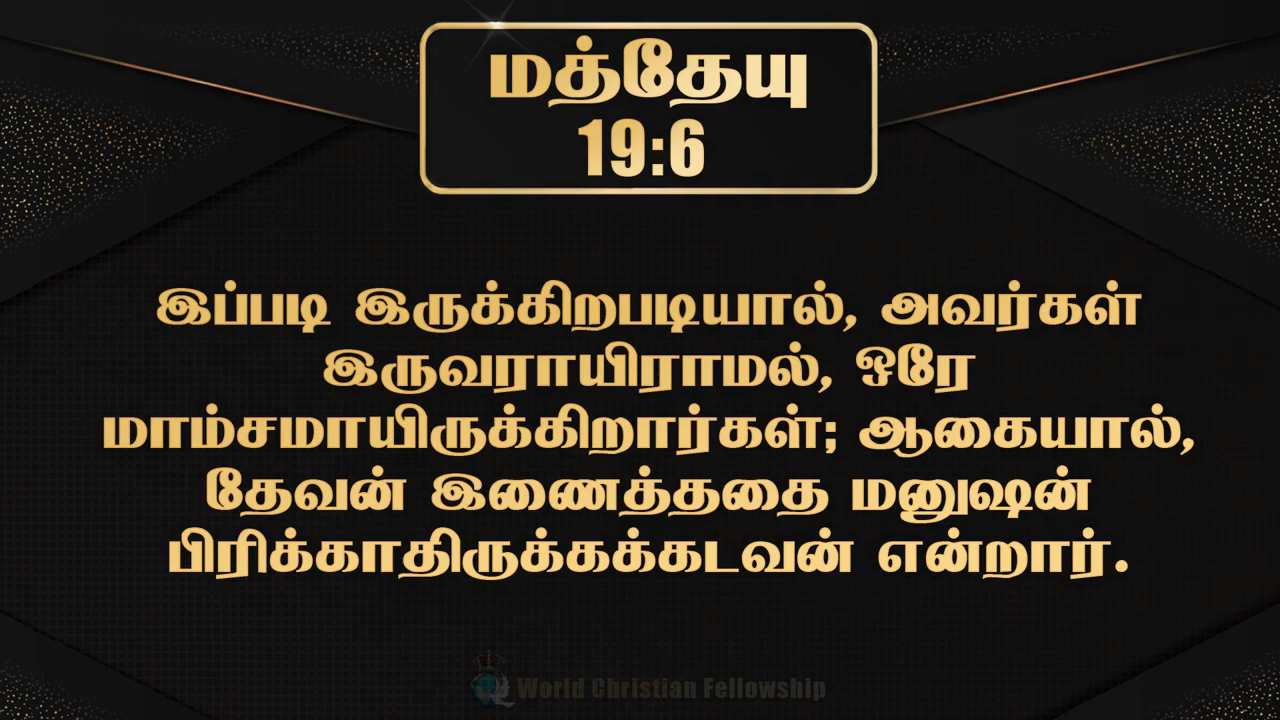 மத்தேயு
19:6
இப்படி இருக்கிறபடியால், அவர்கள்
இருவராயிராமல், ஒரே
மாம்சமாயிருக்கிறார்கள்; ஆகையால்,
தேவன் இணைத்ததை மனுஷன்
பிரிக்காதிருக்கக்கடவன் என்றார்.
World Christian Fellowship